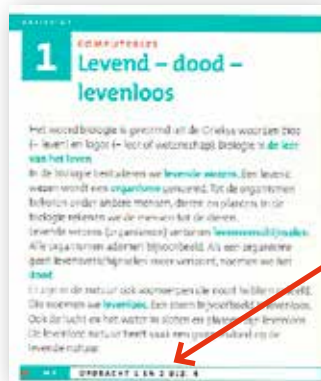 BASISSTOF
1
COMPUTERLES
Levend – dood –
levenloos
Het woord biologie is gevormd uit de Griekse woorden bios
(= leven) en logos (= leer of wetenschap). Biologie is de leer
van het leven.
In de biologie bestuderen we levende wezens. Een levend
wezen wordt een organisme genoemd. Tot de organismen
behoren onder andere mensen, dieren en planten. In de
biologie rekenen we de mensen tot de dieren.
Levende wezens (organismen) vertonen levensverschijnselen.
Alle organismen ademen bijvoorbeeld. Als een organisme
geen levensverschijnselen meer vertoont, noemen we het
dood.
Er zijn in de natuur ook voorwerpen die nooit hebben geleefd.
Die noemen we levenloos. Een steen bijvoorbeeld is levenloos.
Ook de lucht en het water in sloten en plassen zijn levenloos.
De levenloze natuur heeft vaak een grote invloed op de
levende natuur.
OPDRACHT 1 EN 2 BLZ.